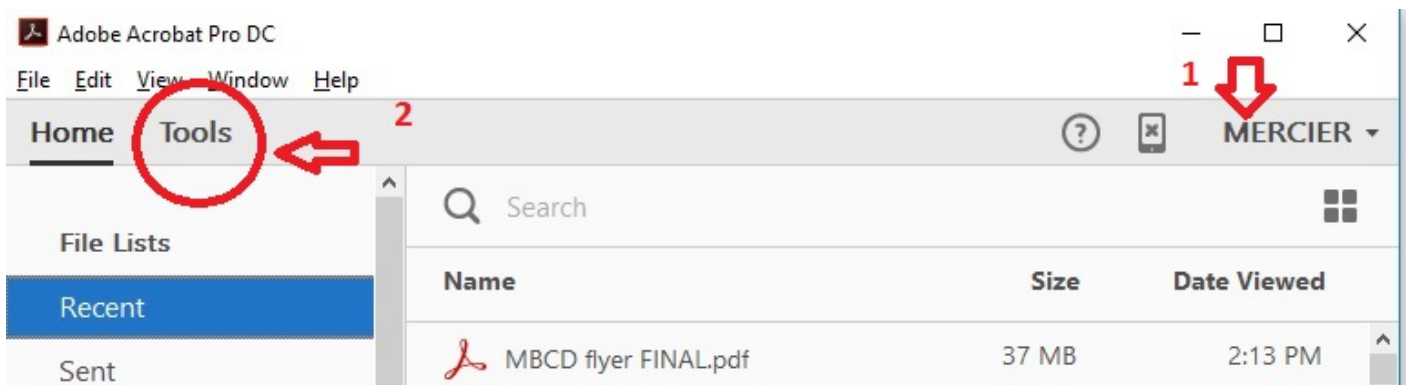 Adobe Acrobat Pro DC
File Edit View Window Help
1
Home Tools
2
MERCIER
Search
File Lists
Name Size Date Viewed
Recent
MBCD flyer FINAL.pdf 37 MB 2:13 PM
Sent